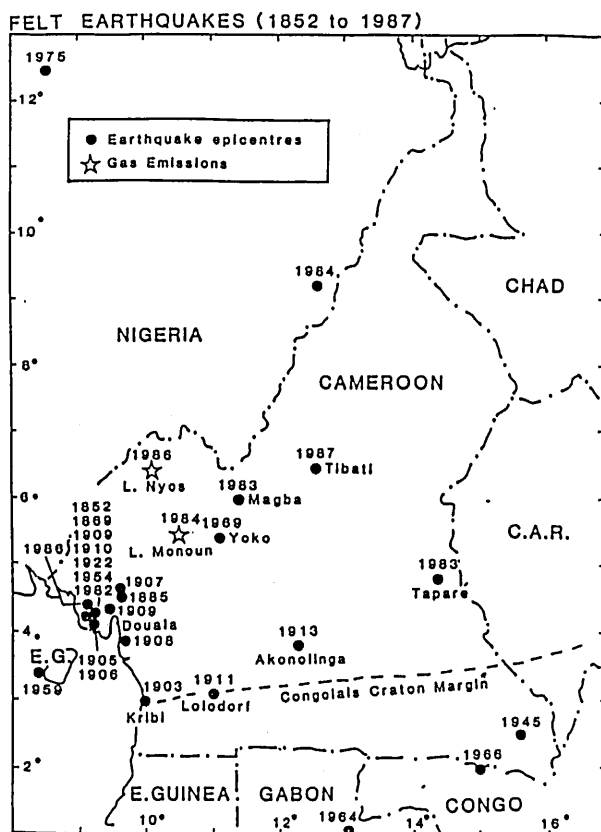 FELT EARTHQUAKES (1852 to 1987)
1975
12°
Earthquake epicentres
Gas Emissions
10°
1984
CHAD
NIGERIA
8°
CAMEROON
1986
L. Nyos
1987
Tibati
1983
Magba
6°
1852
1869
1909
1910
1922
1854
1982
1986
1984
L. Monoun
1969
Yoko
C.A.R.
1983
Tapare
1907
1885
1909
Douala
1908
4°
1913
Akonolinga
E.G.
1959
1905
1906
1903
Kribi
1911
Lolodorf
Congolais Craton Margin
1945
1966
2°
E.GUINEA
GABON
CONGO
1964
10°
12°
14°
16°